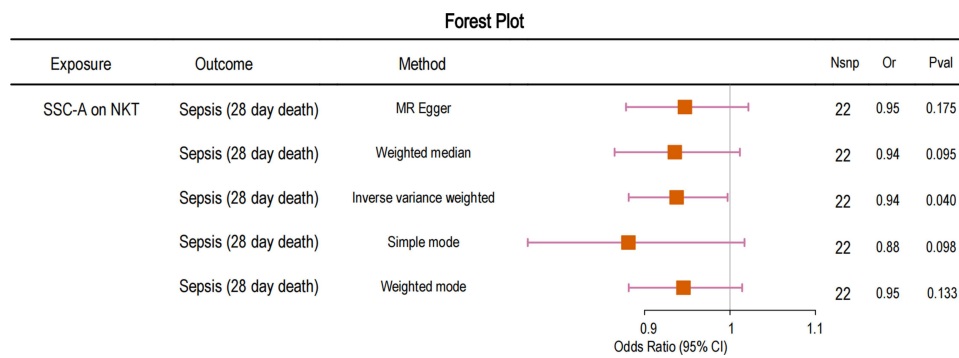 Forest Plot
Exposure Outcome Method Nsnp Or Pval
SSC-A on NKT Sepsis (28 day death) MR Egger 22 0.95 0.175
Sepsis (28 day death) Weighted median 22 0.94 0.095
Sepsis (28 day death) Inverse variance weighted 22 0.94 0.040
Sepsis (28 day death) Simple mode 22 0.88 0.098
Sepsis (28 day death) Weighted mode 22 0.95 0.133
0.9 1 1.1
Odds Ratio (95% CI)